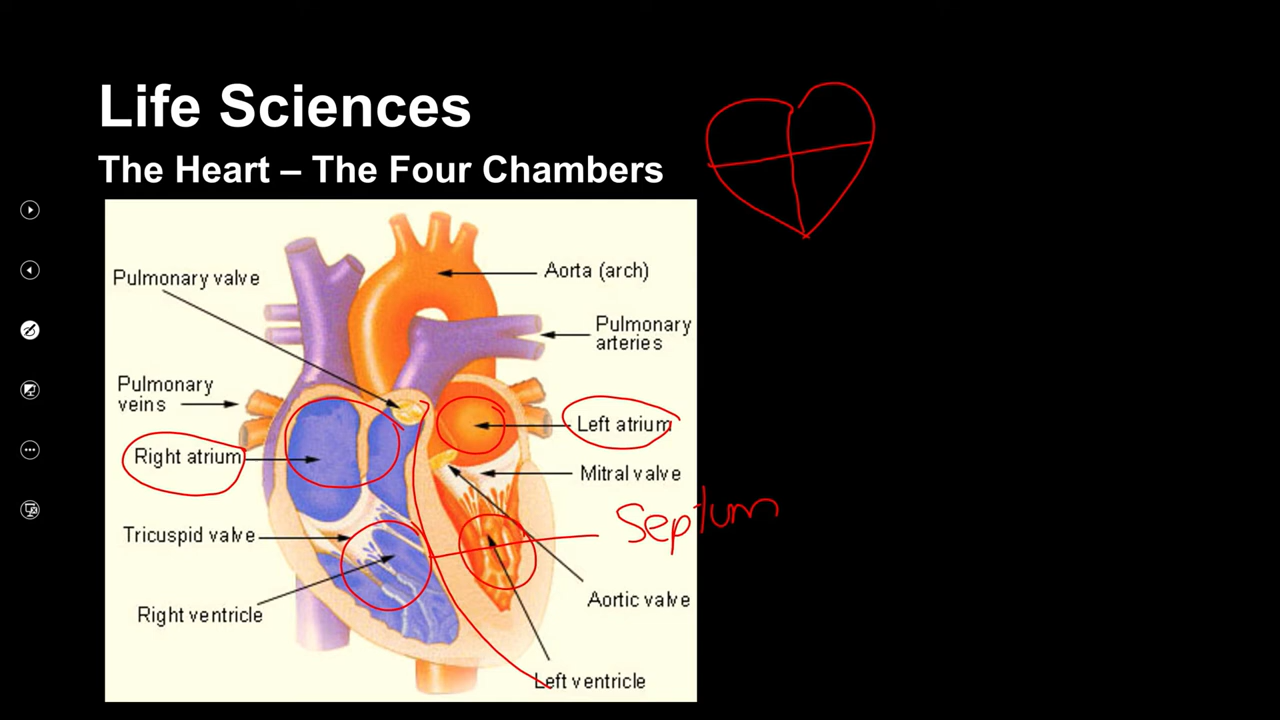 Life Sciences
The Heart – The Four Chambers
Pulmonary valve
Aorta (arch)
Pulmonary
arteries
Pulmonary
veins
Left atrium
Right atrium
Mitral valve
Septum
Tricuspid valve
Aortic valve
Right ventricle
Left ventricle